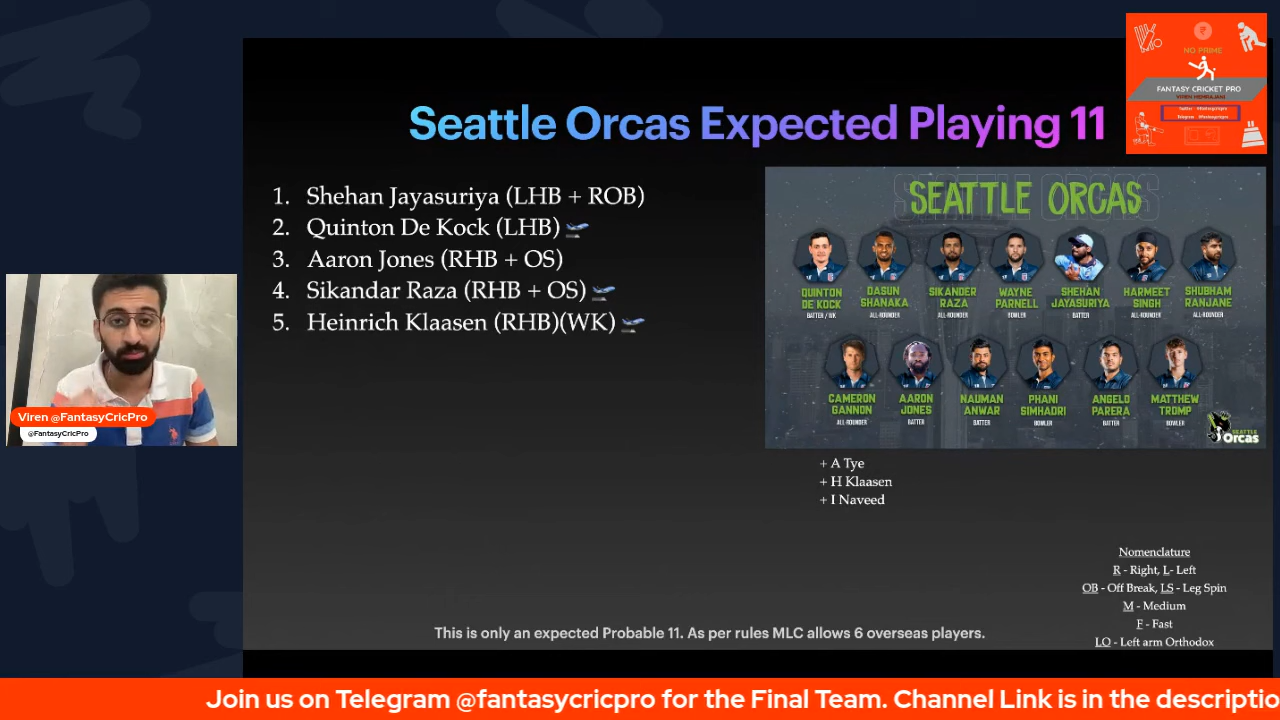 NO PRIME
FANTASY CRICKET PRO
VIREN HEMRAJANI
Seattle Orcas Expected Playing 11
1. Shehan Jayasuriya (LHB + ROB)
2. Quinton De Kock (LHB)
3. Aaron Jones (RHB + OS)
4. Sikandar Raza (RHB + OS)
5. Heinrich Klaasen (RHB)(WK)
SEATTLE ORCAS
QUINTON DE KOCK
BATTER / WK
DASUN SHANAKA
ALL-ROUNDER
SIKANDER RAZA
ALL-ROUNDER
WAYNE PARNELL
BOWLER
SHEHAN JAYASURIYA
BATTER
HARMEET SINGH
ALL-ROUNDER
SHUBHAM RANJANE
ALL-ROUNDER
CAMERON GANNON
ALL-ROUNDER
AARON JONES
BATTER
NAUMAN ANWAR
BATTER
PHANI SIMHADRI
BOWLER
ANGELO PERERA
BATTER
MATTHEW TROMP
BOWLER
SEATTLE
Orcas
+ A Tye
+ H Klaasen
+ I Naveed
Nomenclature
R - Right, L- Left
OB - Off Break, LS - Leg Spin
M - Medium
F - Fast
LO - Left arm Orthodox
This is only an expected Probable 11. As per rules MLC allows 6 overseas players.
Viren @FantasyCricPro
@FantasyCricPro
Join us on Telegram @fantasycricpro for the Final Team. Channel Link is in the descriptio